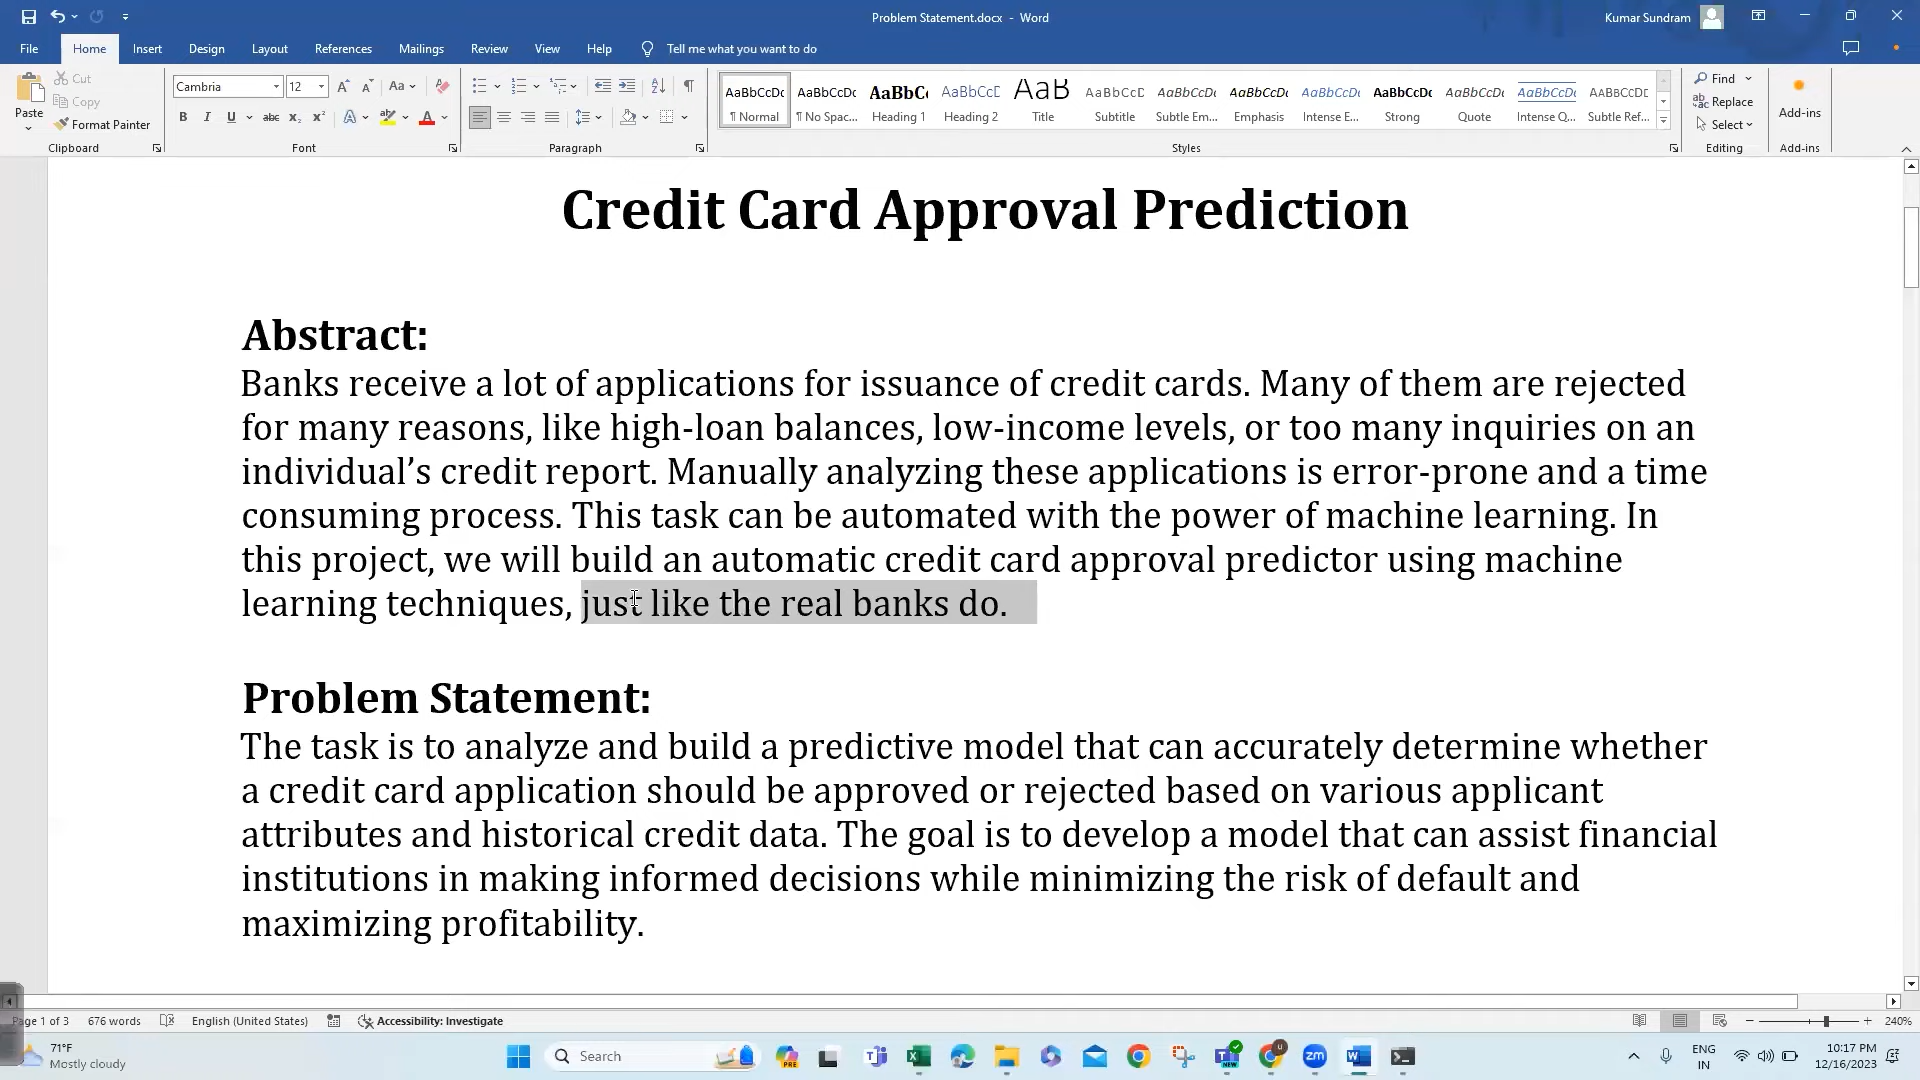 Problem Statement.docx - Word
Kumar Sundram
File Home Insert Design Layout References Mailings Review View Help Tell me what you want to do
Paste
Cut
Copy
Format Painter
Clipboard
Cambria 12
Font
Paragraph
AaBbCcDc AaBbCcDc AaBbCc AaBbCcD AaB AaBbCcD AaBbCcDc AaBbCcDc AaBbCcDc AaBbCcDc AaBbCcDc AaBbCcDc AABBCCDE
¶ Normal ¶ No Spac... Heading 1 Heading 2 Title Subtitle Subtle Em... Emphasis Intense E... Strong Quote Intense Q... Subtle Ref...
Styles
Find
Replace
Select
Editing
Add-ins
Add-ins
Credit Card Approval Prediction
Abstract:
Banks receive a lot of applications for issuance of credit cards. Many of them are rejected
for many reasons, like high-loan balances, low-income levels, or too many inquiries on an
individual’s credit report. Manually analyzing these applications is error-prone and a time
consuming process. This task can be automated with the power of machine learning. In
this project, we will build an automatic credit card approval predictor using machine
learning techniques, just like the real banks do.
Problem Statement:
The task is to analyze and build a predictive model that can accurately determine whether
a credit card application should be approved or rejected based on various applicant
attributes and historical credit data. The goal is to develop a model that can assist financial
institutions in making informed decisions while minimizing the risk of default and
maximizing profitability.
Page 1 of 3 676 words English (United States) Accessibility: Investigate 240%
71°F
Mostly cloudy
Search
ENG
IN
10:17 PM
12/16/2023